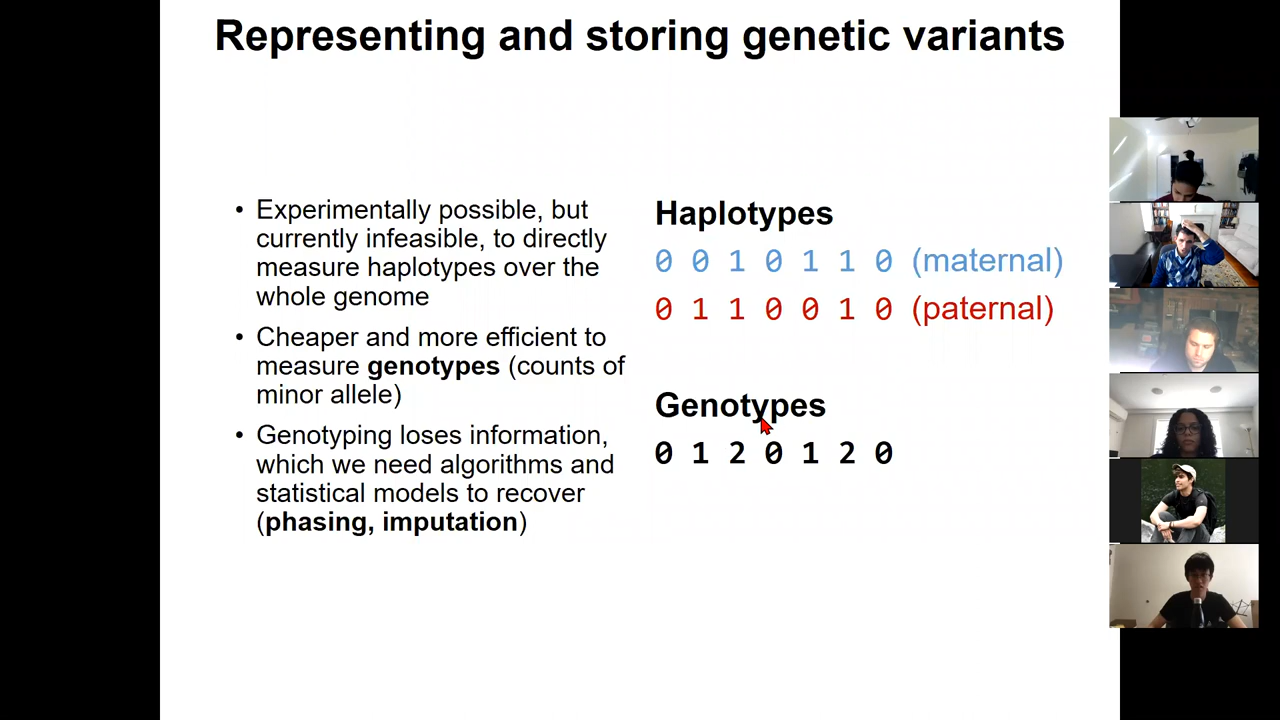 Representing and storing genetic variants
• Experimentally possible, but
currently infeasible, to directly
measure haplotypes over the
whole genome
• Cheaper and more efficient to
measure genotypes (counts of
minor allele)
• Genotyping loses information,
which we need algorithms and
statistical models to recover
(phasing, imputation)
Haplotypes
0 0 1 0 1 1 0 (maternal)
0 1 1 0 0 1 0 (paternal)
Genotypes
0 1 2 0 1 2 0